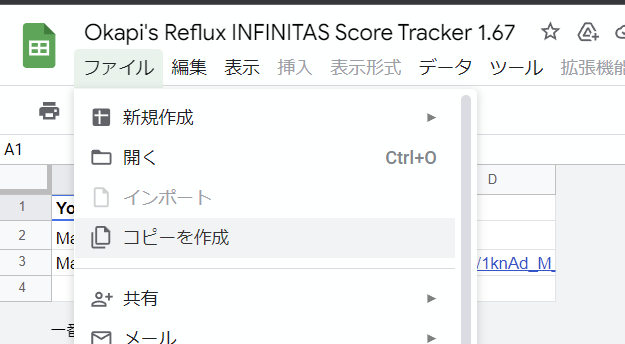 Okapi's Reflux INFINITAS Score Tracker 1.67
ファイル 編集 表示 挿入 表示形式 データ ツール 拡張機能
新規作成
A1
開く Ctrl+O
D
インポート
1 Yo
2 Ma
コピーを作成
3 Ma /1knAd_M_
4
共有
一番
メール